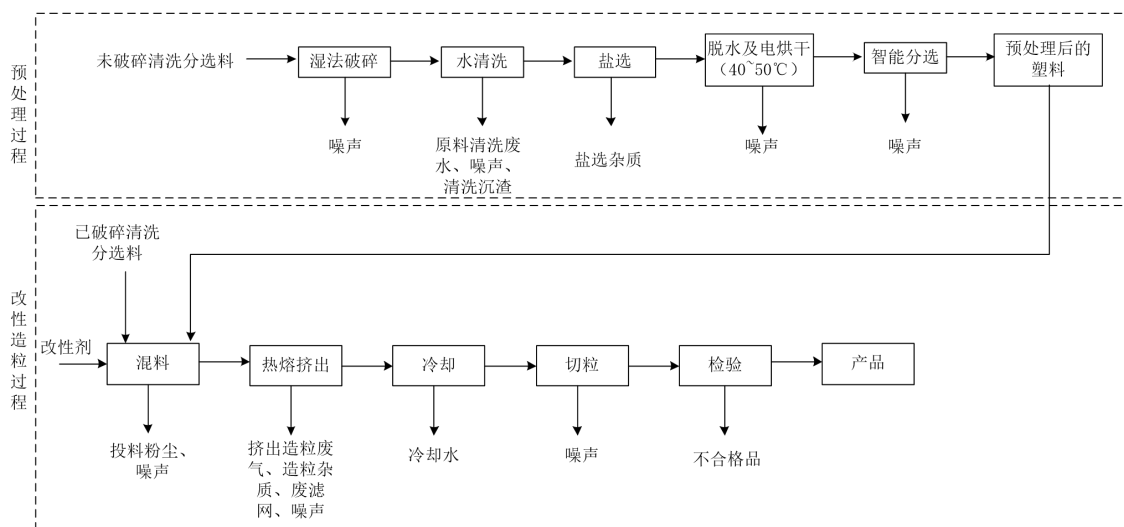 预处理过程
未破碎清洗分选料
湿法破碎
水清洗
盐选
脱水及电烘干
（40~50℃）
智能分选
预处理后的
塑料
噪声
原料清洗废
水、噪声、
清洗沉渣
盐选杂质
噪声
噪声
改性造粒过程
已破碎清洗
分选料
改性剂
混料
热熔挤出
冷却
切粒
检验
产品
投料粉尘、
噪声
挤出造粒废
气、造粒杂
质、废滤
网、噪声
冷却水
噪声
不合格品